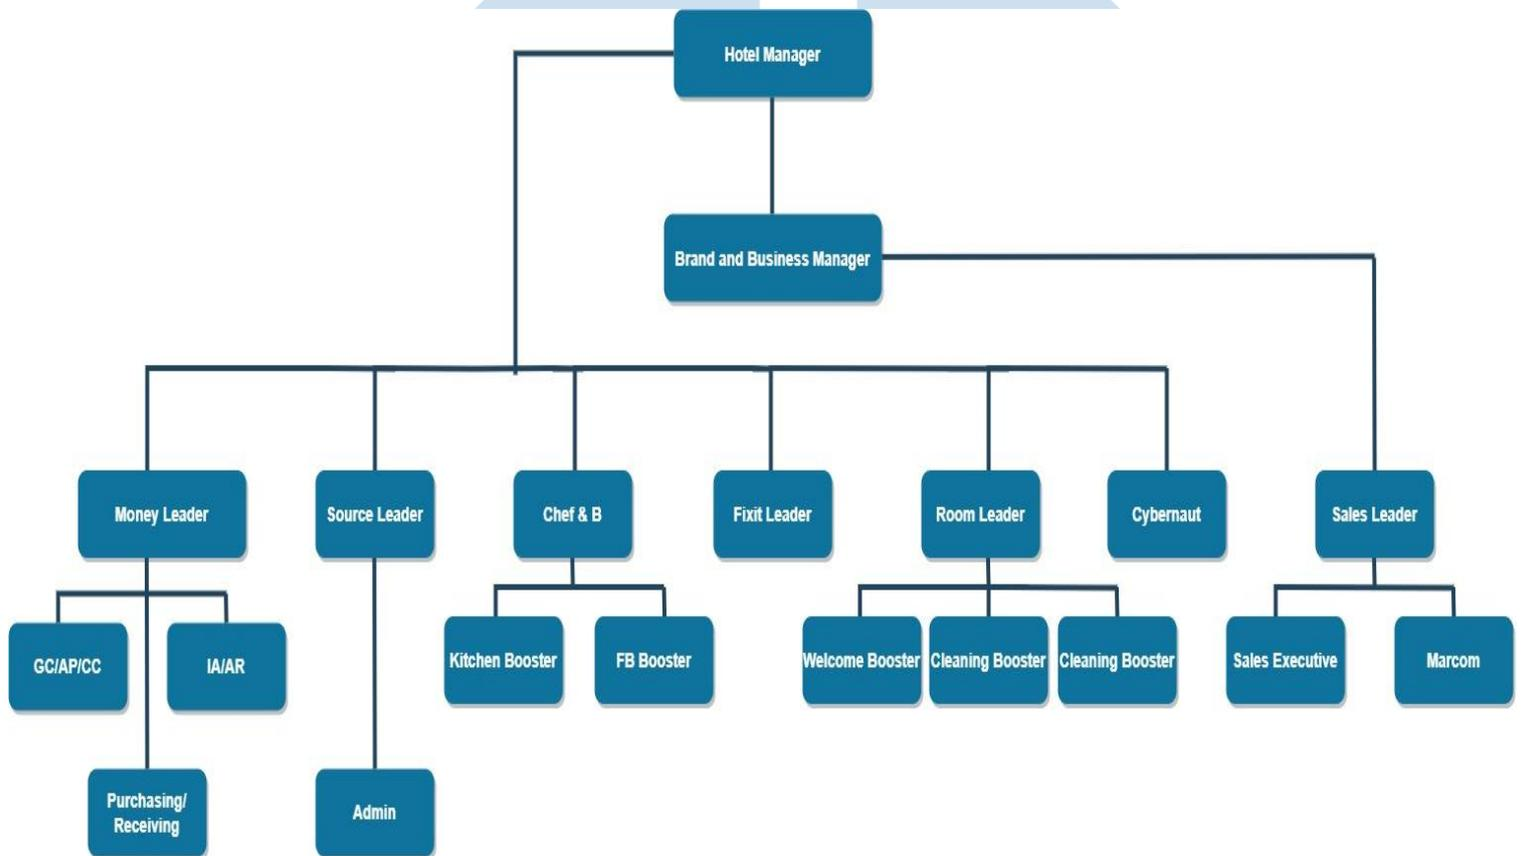 Hotel Manager
Brand and Business Manager
Money Leader
Source Leader
Chef & B
Fixit Leader
Room Leader
Cybernaut
Sales Leader
GC/AP/CC
IA/AR
Kitchen Booster
FB Booster
Welcome Booster
Cleaning Booster
Cleaning Booster
Sales Executive
Marcom
Purchasing/
Receiving
Admin